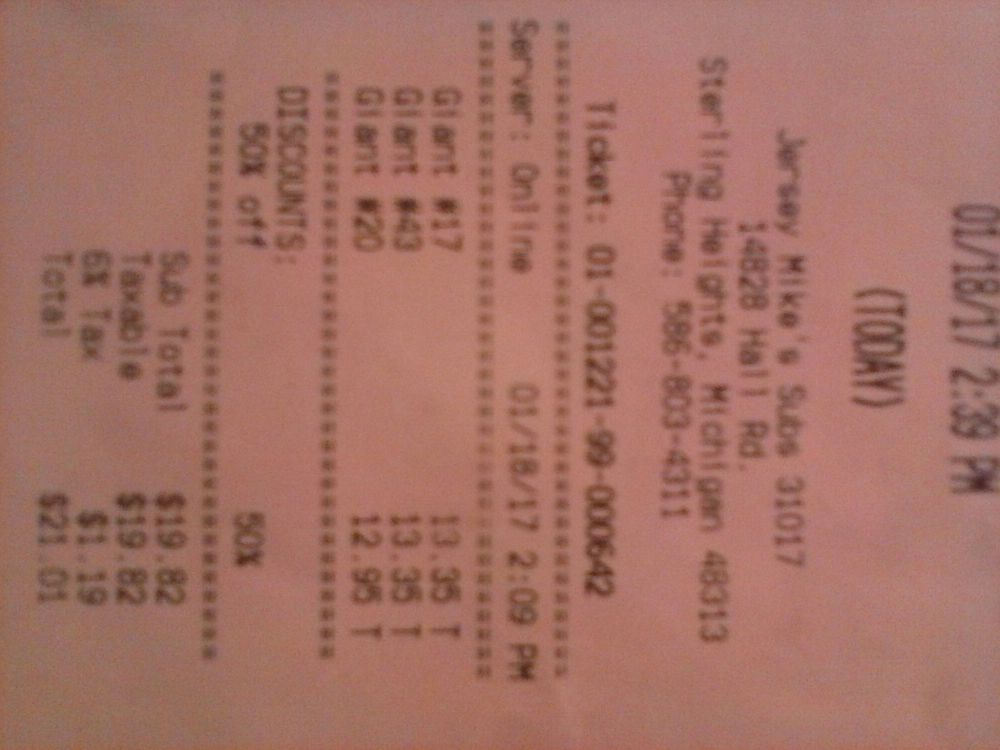 01/18/17 2:39 PM
(TODAY)
Jersey Mike's Subs 31017
14828 Hall Rd.
Sterling Heights, Michigan 48313
Phone: 586-803-4311
Ticket: 01-001221-99-000642
==========================================
Server: Online 01/18/17 2:09 PM
==========================================
Giant #17 13.35 T
Giant #43 13.35 T
Giant #20 12.95 T
==========================================
DISCOUNTS:
50% off 50%
==========================================
Sub Total $19.82
Taxable $19.82
6% Tax $1.19
Total $21.01